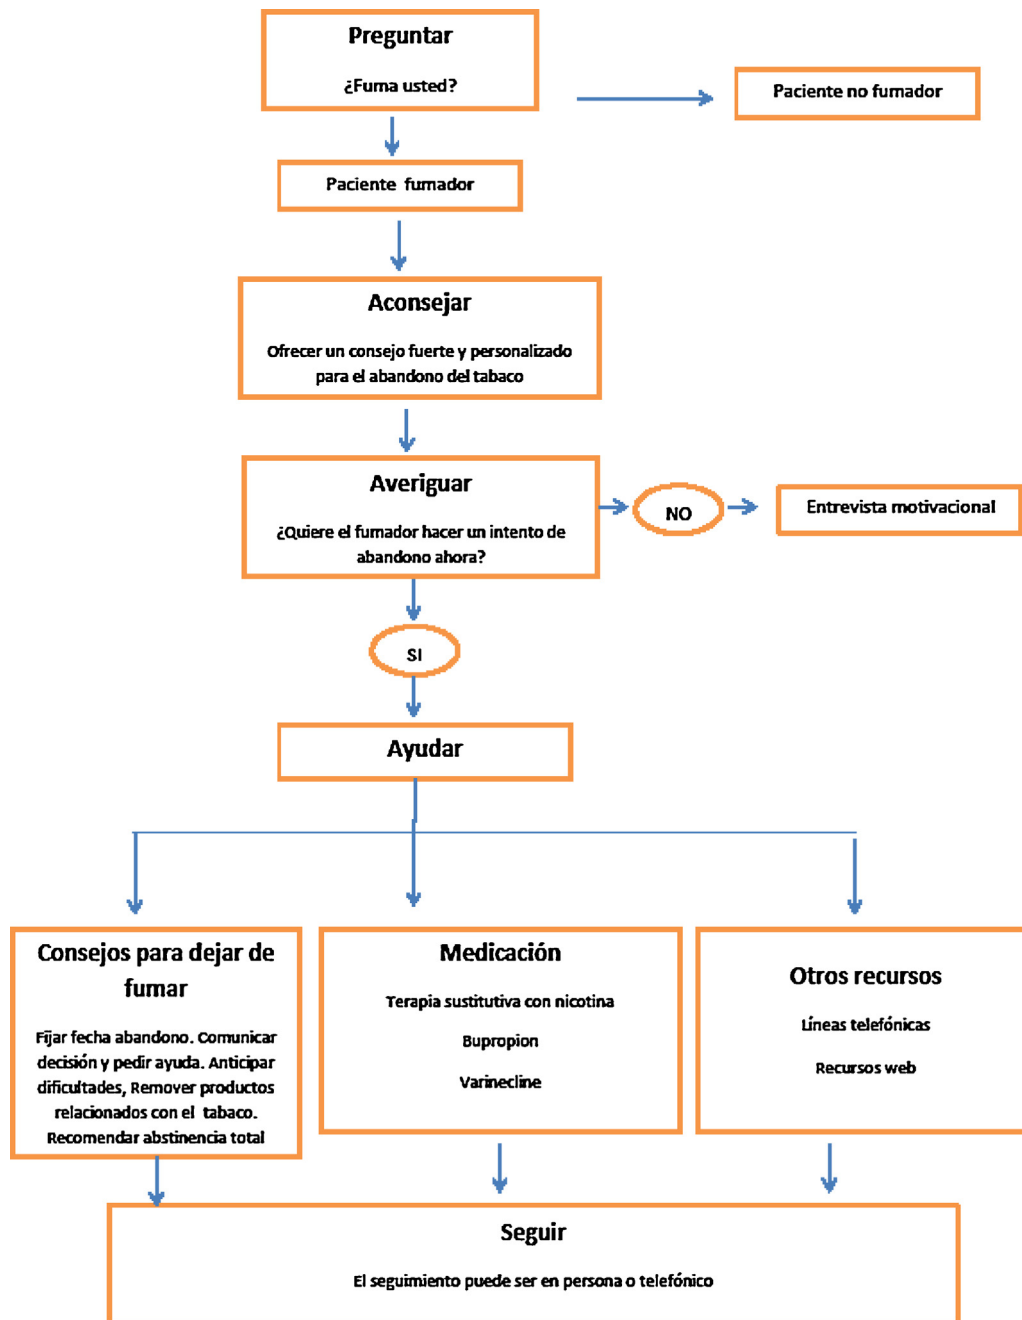 Preguntar
¿Fuma usted?
Paciente no fumador
Paciente fumador
Aconsejar
Ofrecer un consejo fuerte y personalizado
para el abandono del tabaco
Averiguar
¿Quiere el fumador hacer un intento de
abandono ahora?
NO
Entrevista motivacional
SI
Ayudar
Consejos para dejar de
fumar
Fijar fecha abandono. Comunicar
decisión y pedir ayuda. Anticipar
dificultades, Remover productos
relacionados con el tabaco.
Recomendar abstinencia total
Medicación
Terapia sustitutiva con nicotina
Bupropion
Varinecline
Otros recursos
Líneas telefónicas
Recursos web
Seguir
El seguimiento puede ser en persona o telefónico